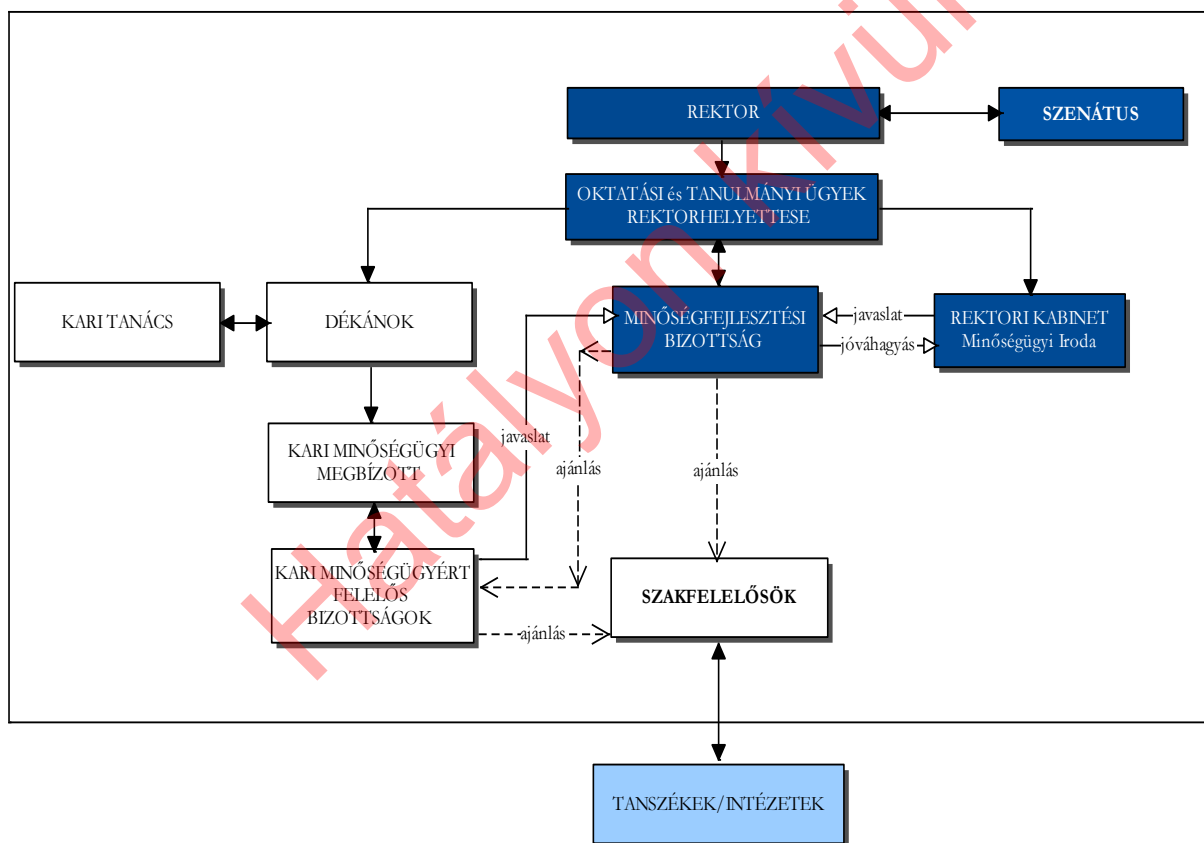 REKTOR
SZENÁTUS
OKTATÁSI és TANULMÁNYI ÜGYEK
REKTORHELYETTESE
KARI TANÁCS
DÉKÁNOK
MINŐSÉGFEJLESZTÉSI
BIZOTTSÁG
javaslat
jóváhagyás
REKTORI KABINET
Minőségügyi Iroda
KARI MINŐSÉGÜGYI
MEGBÍZOTT
javaslat
ajánlás
ajánlás
KARI MINŐSÉGÜGYÉRT
FELELŐS
BIZOTTSÁGOK
ajánlás
SZAKFELELŐSÖK
TANSZÉKEK/INTÉZETEK
Hatályon kívül